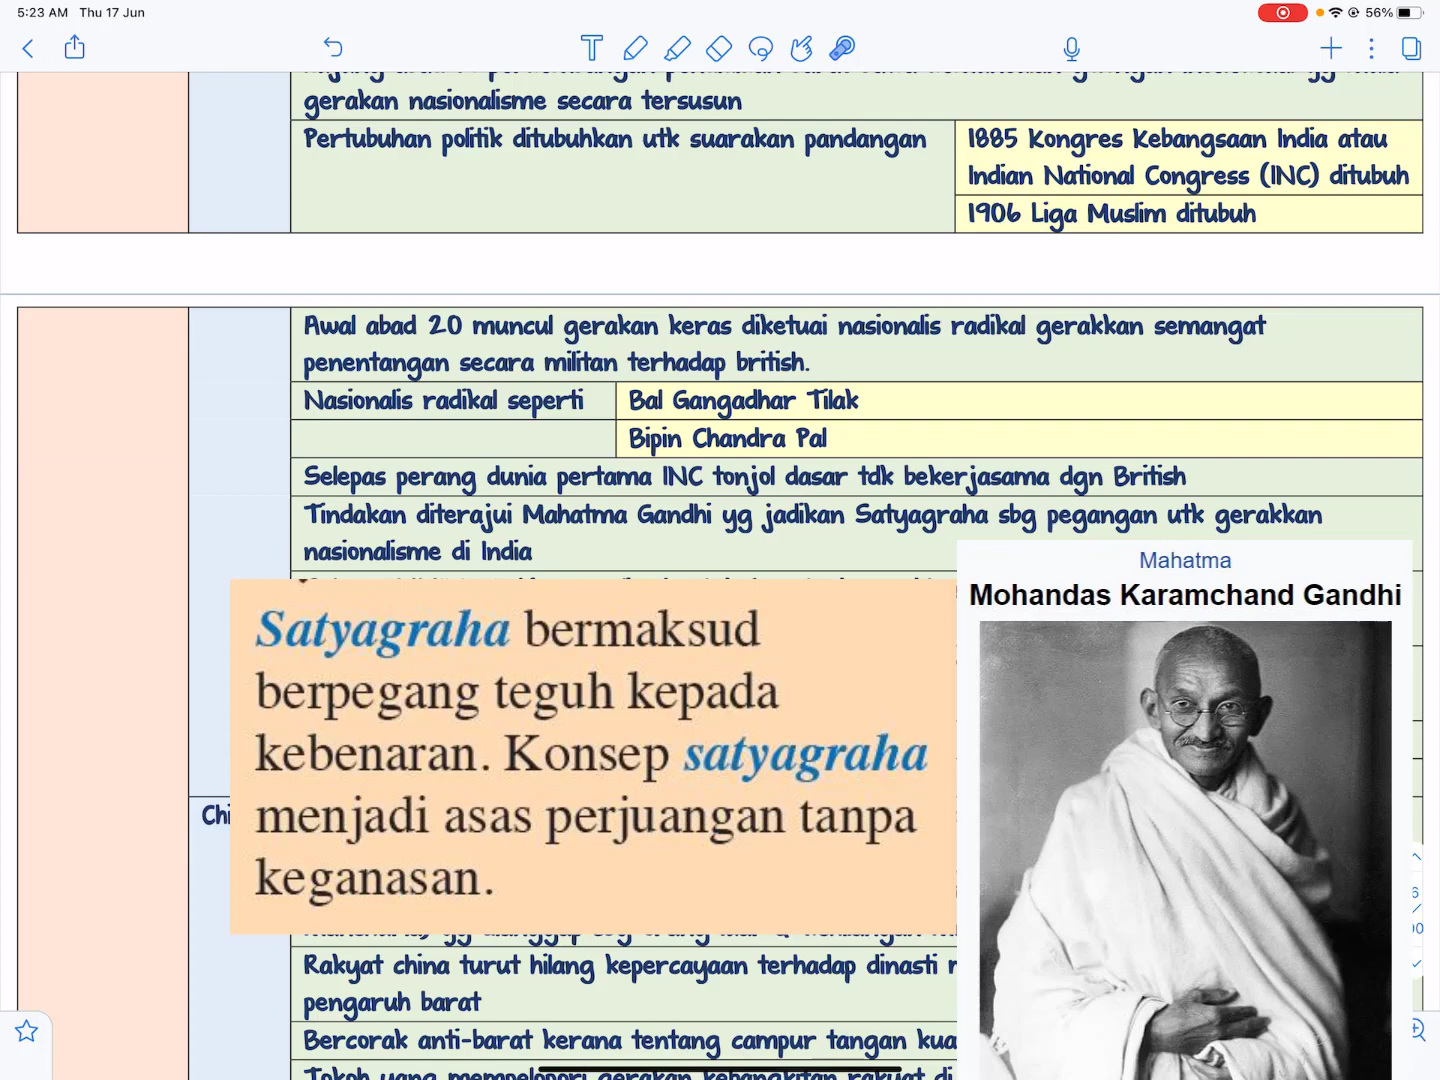 5:23 AM Thu 17 Jun
56%
gerakan nasionalisme secara tersusun
Pertubuhan politik ditubuhkan utk suarakan pandangan
1885 Kongres Kebangsaan India atau
Indian National Congress (INC) ditubuh
1906 Liga Muslim ditubuh
Awal abad 20 muncul gerakan keras diketuai nasionalis radikal gerakkan semangat
penentangan secara militan terhadap british.
Nasionalis radikal seperti
Bal Gangadhar Tilak
Bipin Chandra Pal
Selepas perang dunia pertama INC tonjol dasar tdk bekerjasama dgn British
Tindakan diterajui Mahatma Gandhi yg jadikan Satyagraha sbg pegangan utk gerakkan
nasionalisme di India
Mahatma
Mohandas Karamchand Gandhi
Satyagraha bermaksud
berpegang teguh kepada
kebenaran. Konsep satyagraha
menjadi asas perjuangan tanpa
keganasan.
Chi
Rakyat china turut hilang kepercayaan terhadap dinasti
pengaruh barat
Bercorak anti-barat kerana tentang campur tangan kua